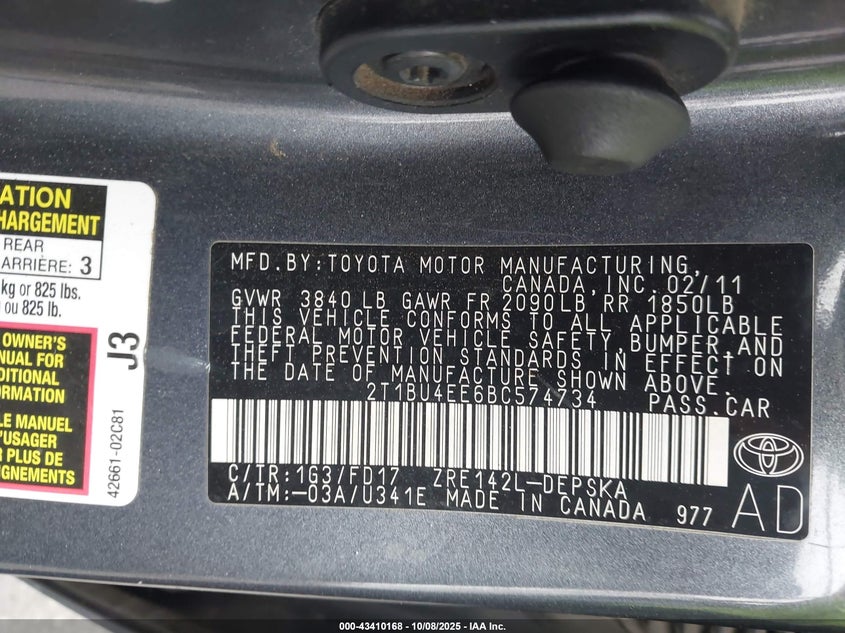 ATION
HARGEMENT
REAR
ARRIÈRE: 3
kg or 825 lbs.
ou 825 lb.
OWNER'S
NUAL FOR
DITIONAL
ORMATION
LE MANUEL
'USAGER
R PLUS DE
SEIGNEMENTS
J3
42661-02C81
MFD.BY:TOYOTA MOTOR MANUFACTURING,
CANADA,INC.02/11
GVWR 3840LB GAWR FR 2090LB,RR 1850LB
THIS VEHICLE CONFORMS TO ALL APPLICABLE
FEDERAL MOTOR VEHICLE SAFETY,BUMPER,AND
THEFT PREVENTION STANDARDS IN EFFECT ON
THE DATE OF MANUFACTURE SHOWN ABOVE.
2T1BU4EE6BC574734 PASS.CAR
C/TR:1G3/FD17 ZRE142L-DEPSKA
A/TM:-03A/U341E MADE IN CANADA 977
AD
000-43410168 - 10/08/2025 - IAA Inc.